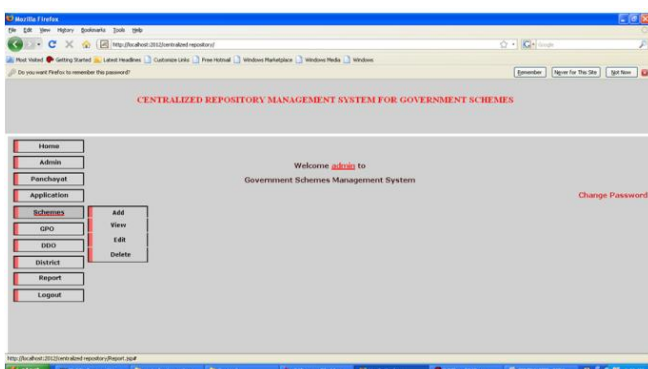 Mozilla Firefox
File Edit View History Bookmarks Tools Help
http://localhost:2012/centralized repository/
Google
Most Visited Getting Started Latest Headlines Customize Links Free Hotmail Windows Marketplace Windows Media Windows
Do you want Firefox to remember this password?
Remember Never for This Site Not Now
CENTRALIZED REPOSITORY MANAGEMENT SYSTEM FOR GOVERNMENT SCHEMES
Home
Admin
Panchayat
Application
Schemes
GPO
DDO
District
Report
Logout
Add
View
Edit
Delete
Welcome admin to
Government Schemes Management System
Change Password
http://localhost:2012/centralized repository/Report.jsp#